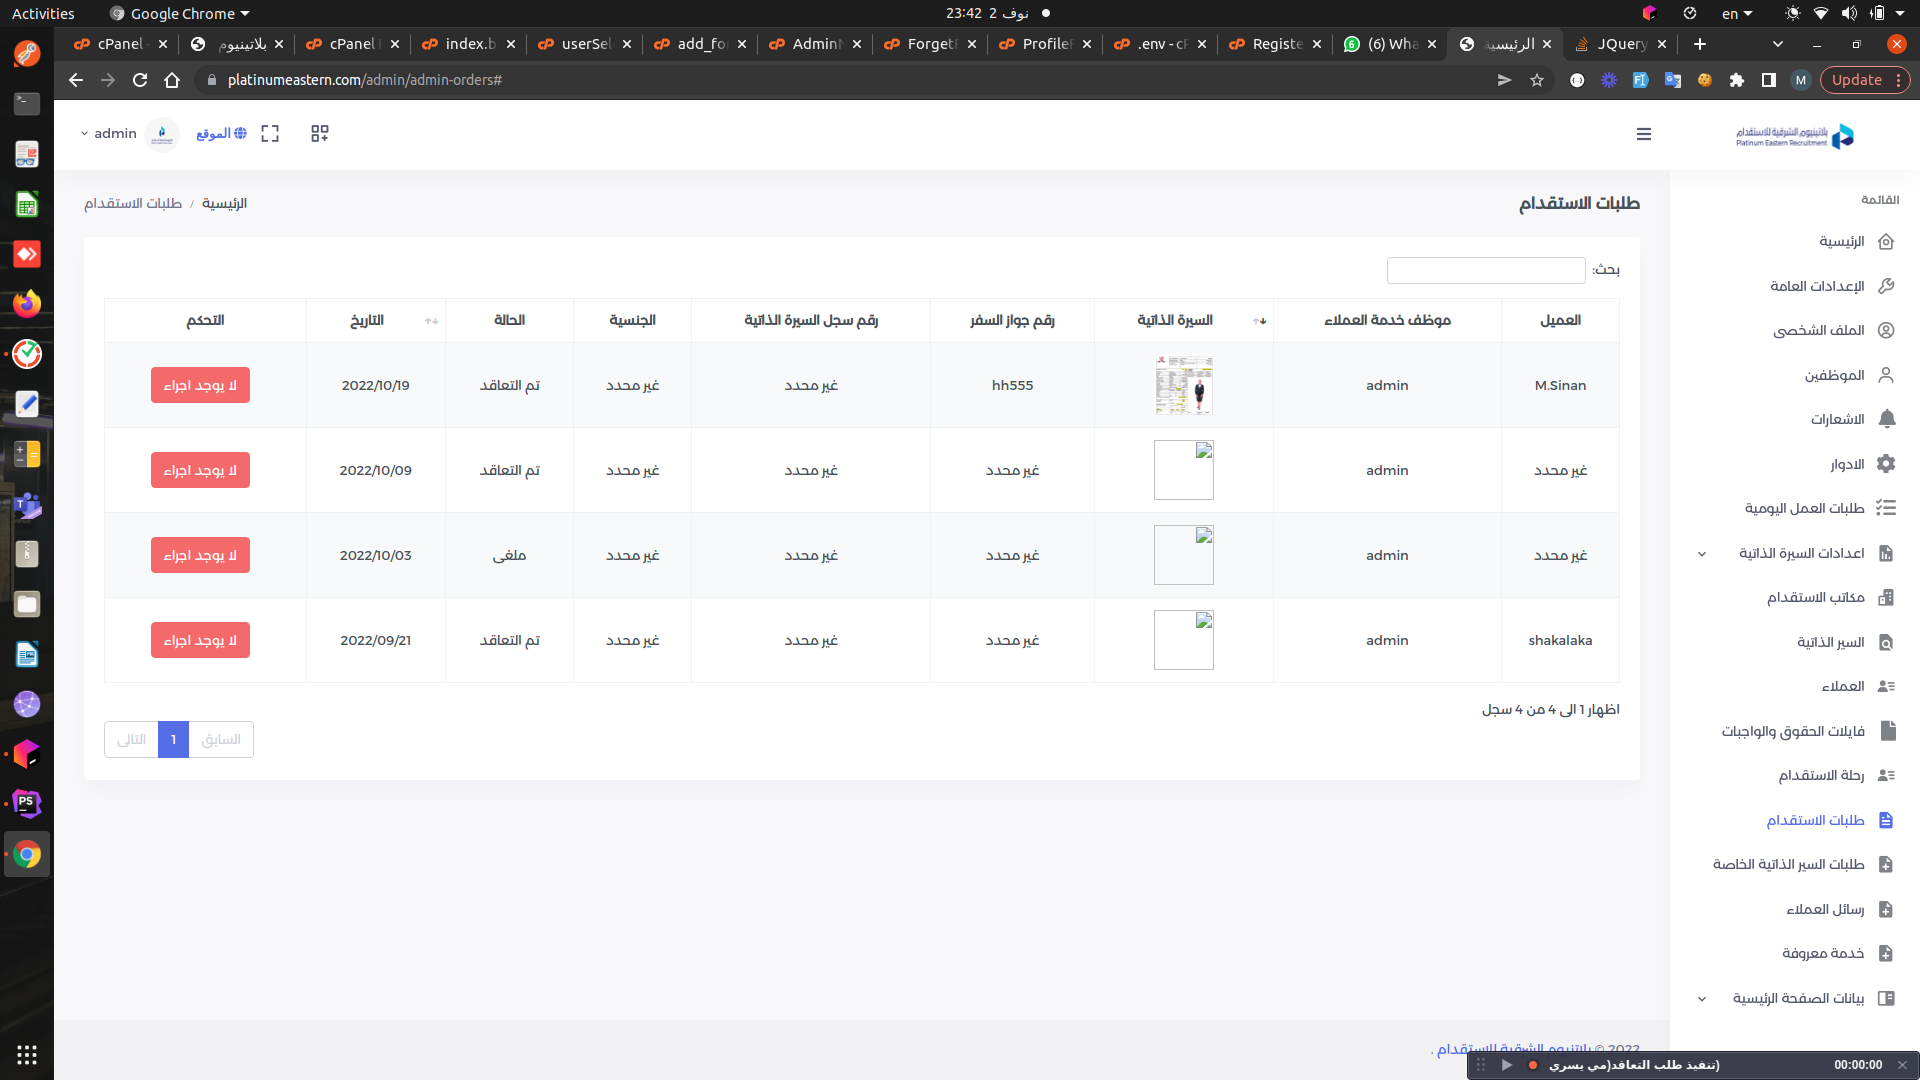 Activities
Google Chrome
23:42 2 نوف
en
cPanel -
بلاتينيوم
cPanel F
index.b
userSel
add_for
AdminM
ForgetP
ProfileF
.env - cP
Registe
(6) Wha
الرئيسية
JQuery
platinumeastern.com/admin/admin-orders#
M
Update
admin
الموقع
بلاتينيوم الشرقية للاستقدام
Platinum Eastern Recruitment
طلبات الاستقدام
الرئيسية / طلبات الاستقدام
بحث:
العميل
موظف خدمة العملاء
السيرة الذاتية
رقم جواز السفر
رقم سجل السيرة الذاتية
الجنسية
الحالة
التاريخ
التحكم
M.Sinan
admin
hh555
غير محدد
غير محدد
تم التعاقد
2022/10/19
لا يوجد اجراء
غير محدد
admin
غير محدد
غير محدد
غير محدد
تم التعاقد
2022/10/09
لا يوجد اجراء
غير محدد
admin
غير محدد
غير محدد
غير محدد
ملغى
2022/10/03
لا يوجد اجراء
shakalaka
admin
غير محدد
غير محدد
غير محدد
تم التعاقد
2022/09/21
لا يوجد اجراء
اظهار 1 الى 4 من 4 سجل
السابق
1
التالى
القائمة
الرئيسية
الإعدادات العامة
الملف الشخصى
الموظفين
الاشعارات
الادوار
طلبات العمل اليومية
اعدادات السيرة الذاتية
مكاتب الاستقدام
السير الذاتية
العملاء
فايلات الحقوق والواجبات
رحلة الاستقدام
طلبات الاستقدام
طلبات السير الذاتية الخاصة
رسائل العملاء
خدمة معروفة
بيانات الصفحة الرئيسية
2022 © بلاتنيوم الشرقية للاستقدام .
تنفيذ طلب التعاقد(مي يسري)
00:00:00